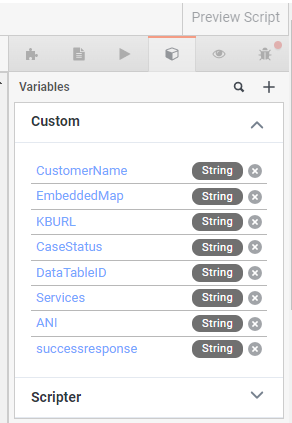 Preview Script
Variables
Custom
CustomerName String
EmbeddedMap String
KBURL String
CaseStatus String
DataTableID String
Services String
ANI String
successresponse String
Scripter